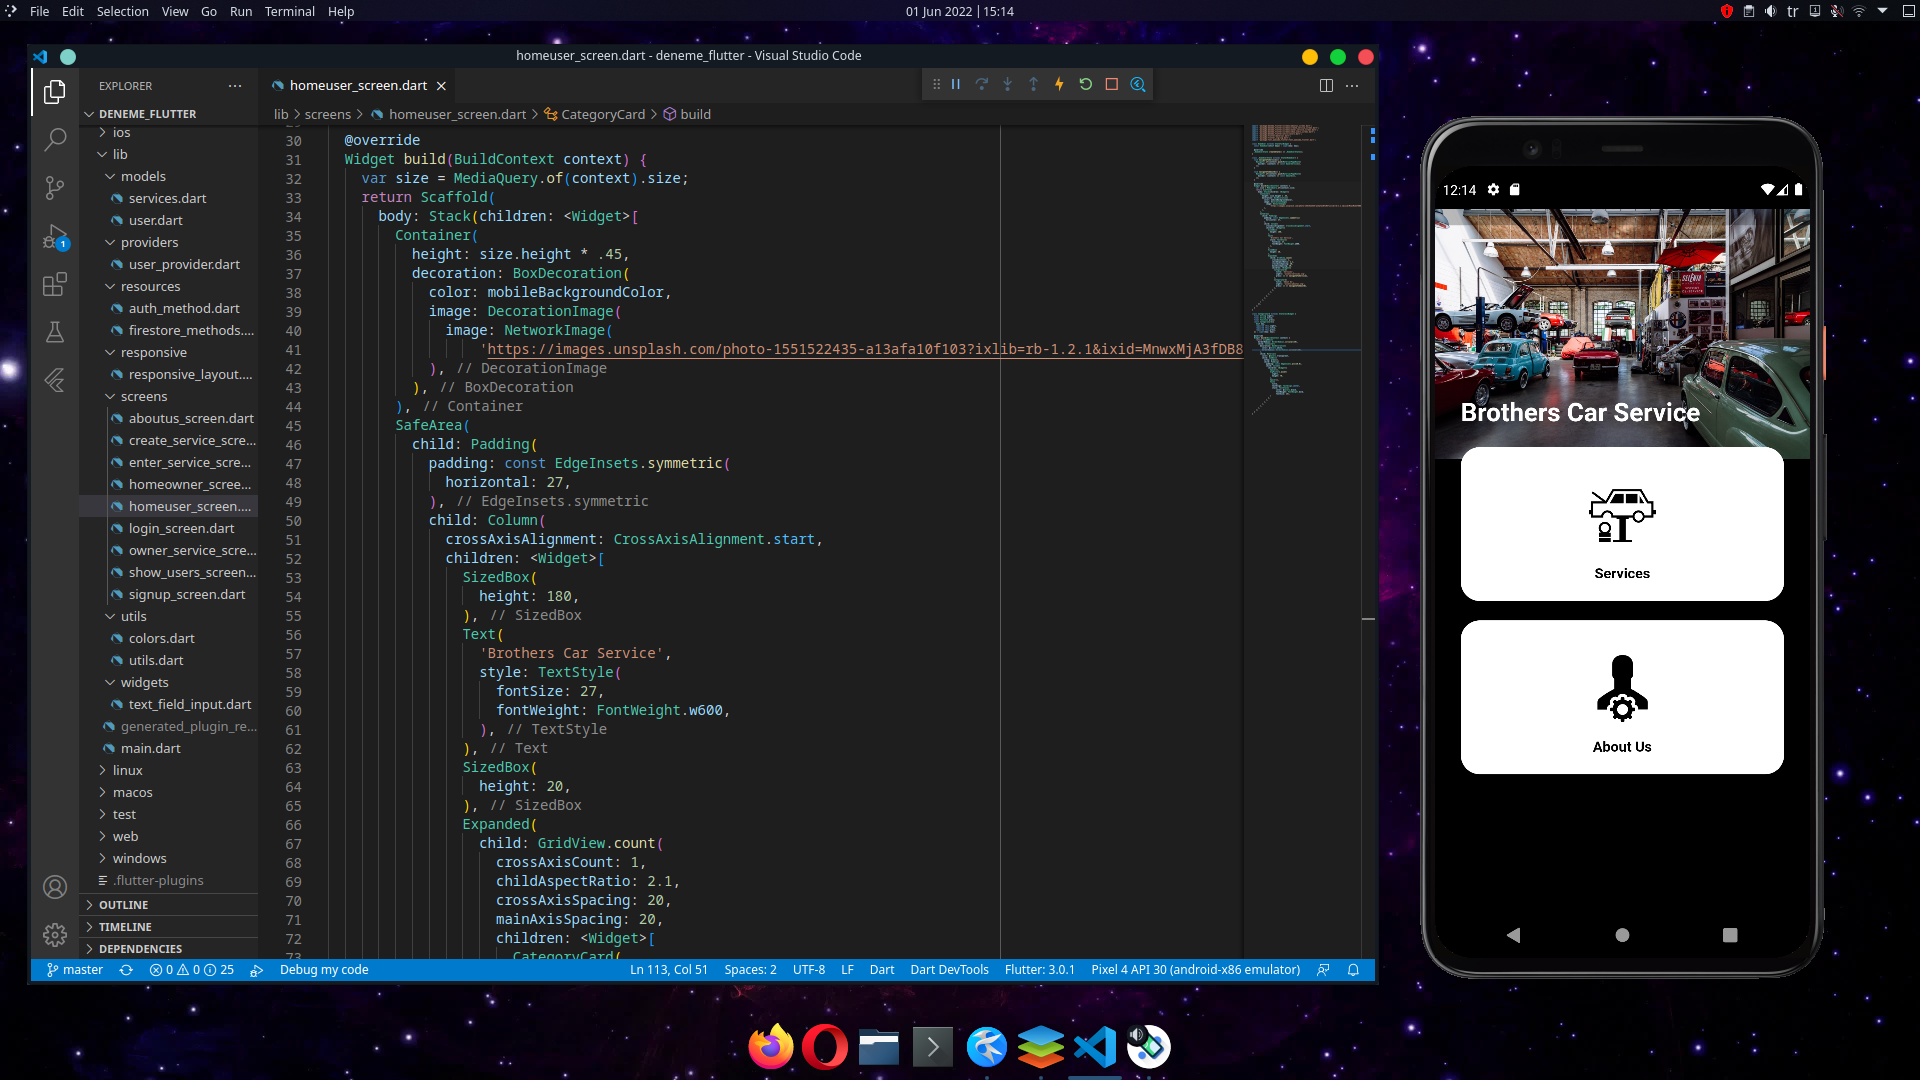 File Edit Selection View Go Run Terminal Help
01 Jun 2022 | 15:14
tr
homeuser_screen.dart - deneme_flutter - Visual Studio Code
EXPLORER
DENEME_FLUTTER
ios
lib
models
services.dart
user.dart
providers
user_provider.dart
resources
auth_method.dart
firestore_methods....
responsive
responsive_layout....
screens
aboutus_screen.dart
create_service_scre...
enter_service_scre...
homeowner_scree...
homeuser_screen....
login_screen.dart
owner_service_scre...
show_users_screen...
signup_screen.dart
utils
colors.dart
utils.dart
widgets
text_field_input.dart
generated_plugin_re...
main.dart
linux
macos
test
web
windows
.flutter-plugins
OUTLINE
TIMELINE
DEPENDENCIES
1
homeuser_screen.dart
lib > screens > homeuser_screen.dart > CategoryCard > build
30 @override
31 Widget build(BuildContext context) {
32 var size = MediaQuery.of(context).size;
33 return Scaffold(
34 body: Stack(children: <Widget>[
35 Container(
36 height: size.height * .45,
37 decoration: BoxDecoration(
38 color: mobileBackgroundColor,
39 image: DecorationImage(
40 image: NetworkImage(
41 'https://images.unsplash.com/photo-1551522435-a13afa10f103?ixlib=rb-1.2.1&ixid=MnwxMjA3fDB8
42 ), // DecorationImage
43 ), // BoxDecoration
44 ), // Container
45 SafeArea(
46 child: Padding(
47 padding: const EdgeInsets.symmetric(
48 horizontal: 27,
49 ), // EdgeInsets.symmetric
50 child: Column(
51 crossAxisAlignment: CrossAxisAlignment.start,
52 children: <Widget>[
53 SizedBox(
54 height: 180,
55 ), // SizedBox
56 Text(
57 'Brothers Car Service',
58 style: TextStyle(
59 fontSize: 27,
60 fontWeight: FontWeight.w600,
61 ), // TextStyle
62 ), // Text
63 SizedBox(
64 height: 20,
65 ), // SizedBox
66 Expanded(
67 child: GridView.count(
68 crossAxisCount: 1,
69 childAspectRatio: 2.1,
70 crossAxisSpacing: 20,
71 mainAxisSpacing: 20,
72 children: <Widget>[
73 CategoryCard(
master 0 0 25 Debug my code
Ln 113, Col 51 Spaces: 2 UTF-8 LF Dart Dart DevTools Flutter: 3.0.1 Pixel 4 API 30 (android-x86 emulator)
12:14
Brothers Car Service
Services
About Us